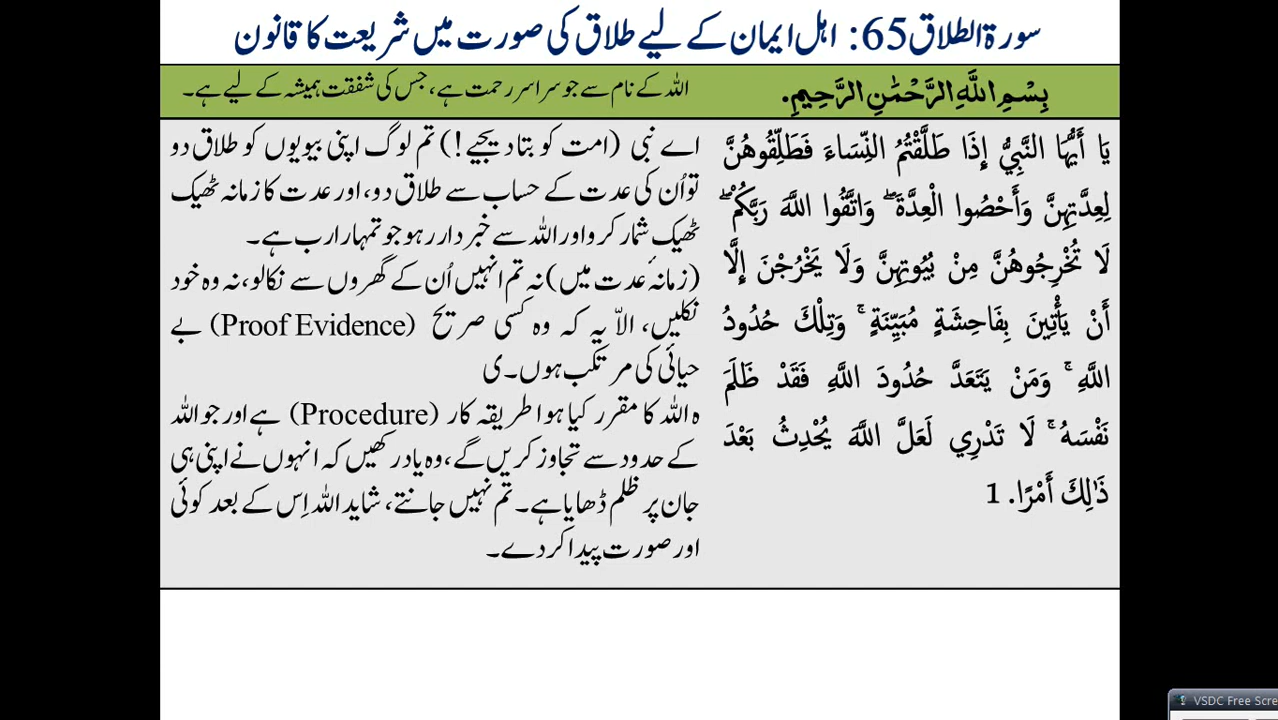 سورۃ الطلاق 65: اہل ایمان کے لیے طلاق کی صورت میں شریعت کا قانون
بِسْمِ اللَّهِ الرَّحْمَٰنِ الرَّحِيمِ.
اللہ کے نام سے جو سراسر رحمت ہے، جس کی شفقت ہمیشہ کے لیے ہے۔
يَا أَيُّهَا النَّبِيُّ إِذَا طَلَّقْتُمُ النِّسَاءَ فَطَلِّقُوهُنَّ
لِعِدَّتِهِنَّ وَأَحْصُوا الْعِدَّةَ ۖ وَاتَّقُوا اللَّهَ رَبَّكُمْ ۖ
لَا تُخْرِجُوهُنَّ مِنْ بُيُوتِهِنَّ وَلَا يَخْرُجْنَ إِلَّا
أَنْ يَأْتِينَ بِفَاحِشَةٍ مُبَيِّنَةٍ ۚ وَتِلْكَ حُدُودُ
اللَّهِ ۚ وَمَنْ يَتَعَدَّ حُدُودَ اللَّهِ فَقَدْ ظَلَمَ
نَفْسَهُ ۚ لَا تَدْرِي لَعَلَّ اللَّهَ يُحْدِثُ بَعْدَ
ذَٰلِكَ أَمْرًا. 1
اے نبی (امت کو بتا دیجیے!) تم لوگ اپنی بیویوں کو طلاق دو
تو اُن کی عدت کے حساب سے طلاق دو، اور عدت کا زمانہ ٹھیک
ٹھیک شمار کرو اور اللہ سے خبردار رہو جو تمہارا رب ہے۔
(زمانہٴ عدت میں) نہ تم انہیں اُن کے گھروں سے نکالو، نہ وہ خود
نکلیں، الاّ یہ کہ وہ کسی صریح (Proof Evidence) بے
حیائی کی مرتکب ہوں۔ ی
ہ اللہ کا مقرر کیا ہوا طریقہ کار (Procedure) ہے اور جو اللہ
کے حدود سے تجاوز کریں گے، وہ یاد رکھیں کہ انہوں نے اپنی ہی
جان پر ظلم ڈھایا ہے۔ تم نہیں جانتے، شاید اللہ اِس کے بعد کوئی
اور صورت پیدا کر دے۔
VSDC Free Scre